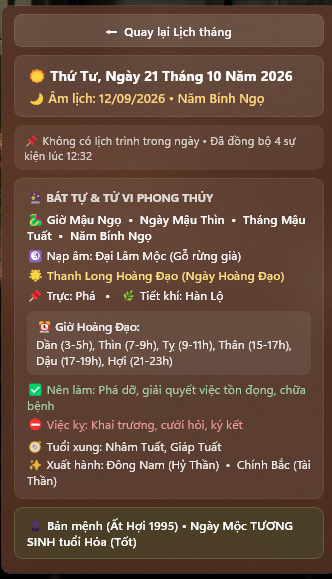 ← Quay lại Lịch tháng
Thứ Tư, Ngày 21 Tháng 10 Năm 2026
Âm lịch: 12/09/2026 • Năm Bính Ngọ
Không có lịch trình trong ngày • Đã đồng bộ 4 sự
kiện lúc 12:32
BÁT TỰ & TỬ VI PHONG THỦY
Giờ Mậu Ngọ • Ngày Mậu Thìn • Tháng Mậu
Tuất • Năm Bính Ngọ
Nạp âm: Đại Lâm Mộc (Gỗ rừng già)
Thanh Long Hoàng Đạo (Ngày Hoàng Đạo)
Trực: Phá • Tiết khí: Hàn Lộ
Giờ Hoàng Đạo:
Dần (3-5h), Thìn (7-9h), Tỵ (9-11h), Thân (15-17h),
Dậu (17-19h), Hợi (21-23h)
Nên làm: Phá dỡ, giải quyết việc tồn đọng, chữa
bệnh
Việc kỵ: Khai trương, cưới hỏi, ký kết
Tuổi xung: Nhâm Tuất, Giáp Tuất
Xuất hành: Đông Nam (Hỷ Thần) • Chính Bắc (Tài
Thần)
Bản mệnh (Ất Hợi 1995) • Ngày Mộc TƯƠNG
SINH tuổi Hỏa (Tốt)